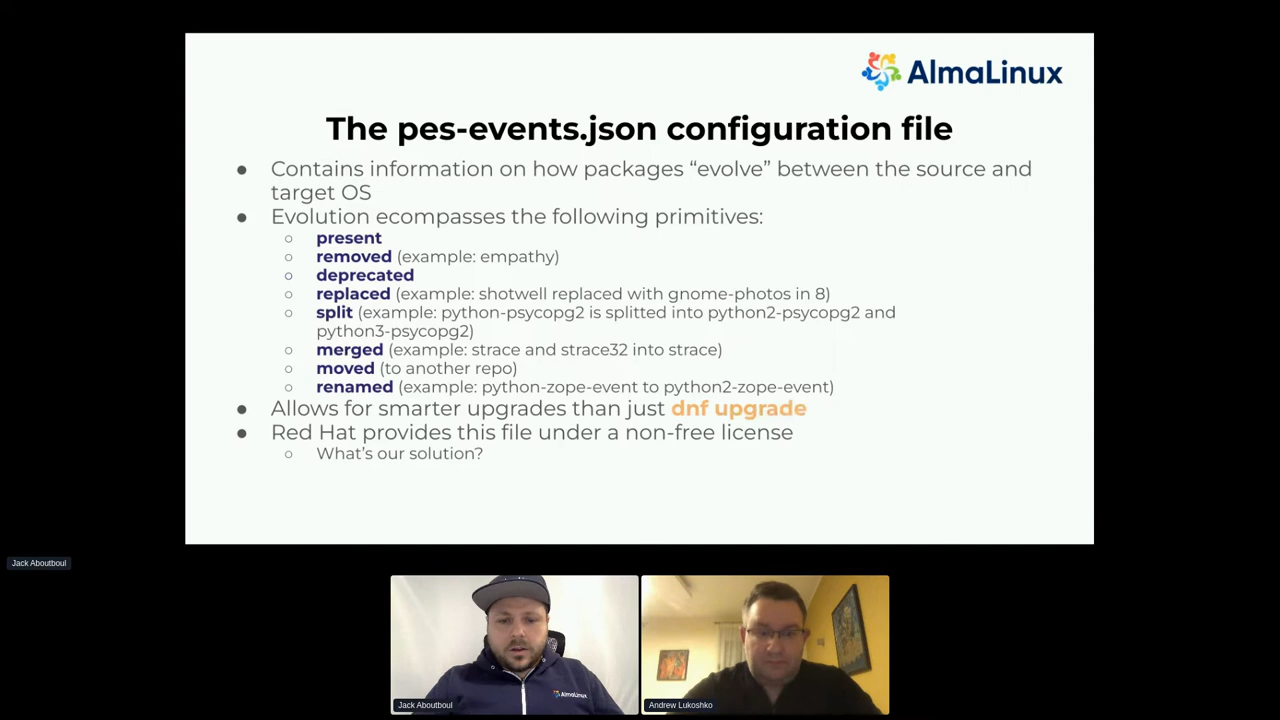 AlmaLinux
The pes-events.json configuration file
● Contains information on how packages “evolve” between the source and
target OS
● Evolution ecompasses the following primitives:
○ present
○ removed (example: empathy)
○ deprecated
○ replaced (example: shotwell replaced with gnome-photos in 8)
○ split (example: python-psycopg2 is splitted into python2-psycopg2 and
python3-psycopg2)
○ merged (example: strace and strace32 into strace)
○ moved (to another repo)
○ renamed (example: python-zope-event to python2-zope-event)
● Allows for smarter upgrades than just dnf upgrade
● Red Hat provides this file under a non-free license
○ What’s our solution?
Jack Aboutboul
AlmaLinux
Jack Aboutboul
Andrew Lukoshko